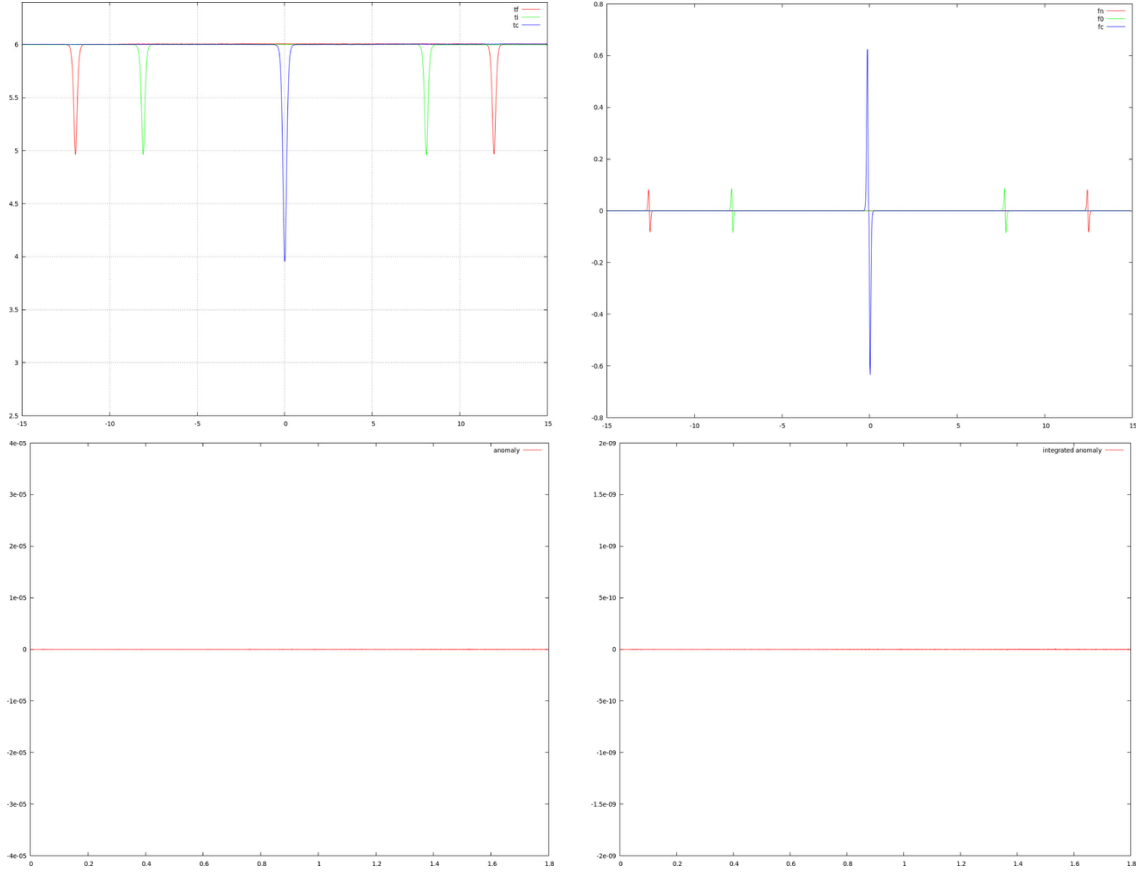 tf
ti
tc
6
5.5
5
4.5
4
3.5
3
2.5
-15 -10 -5 0 5 10 15
0.8
fn
f0
fc
0.6
0.4
0.2
0
-0.2
-0.4
-0.6
-0.8
-15 -10 -5 0 5 10 15
4e-05
anomaly
3e-05
2e-05
1e-05
0
-1e-05
-2e-05
-3e-05
-4e-05
0 0.2 0.4 0.6 0.8 1 1.2 1.4 1.6 1.8
2e-09
integrated anomaly
1.5e-09
1e-09
5e-10
0
-5e-10
-1e-09
-1.5e-09
-2e-09
0 0.2 0.4 0.6 0.8 1 1.2 1.4 1.6 1.8